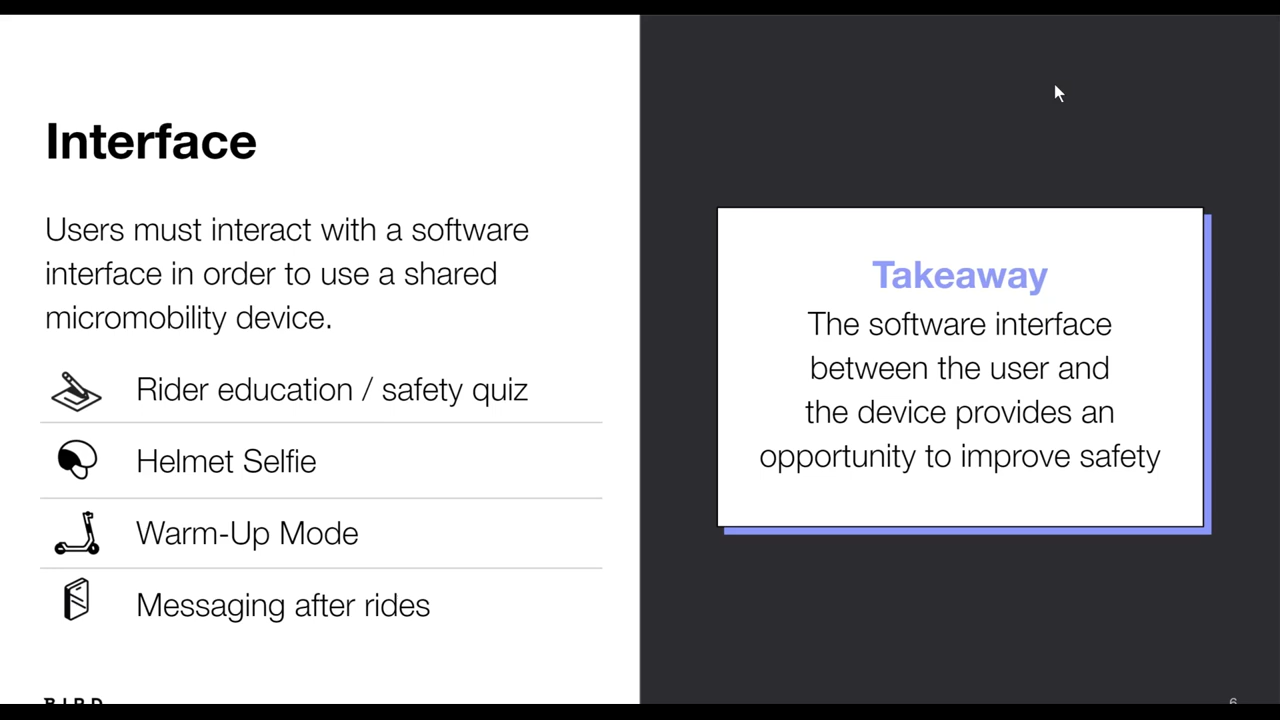 Interface
Users must interact with a software
interface in order to use a shared
micromobility device.
Rider education / safety quiz
Helmet Selfie
Warm-Up Mode
Messaging after rides
BIRD
Takeaway
The software interface
between the user and
the device provides an
opportunity to improve safety
6